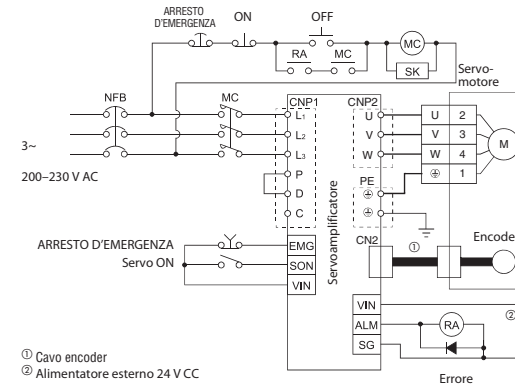 ARRESTO
D'EMERGENZA
ON
OFF
RA
MC
MC
SK
Servo-
motore
NFB
MC
CNP1
CNP2
L1
L2
L3
P
D
C
U
V
W
PE
U 2
V 3
W 4
1
M
3~
200–230 V AC
Servoamplificatore
CN2
①
Encode
ARRESTO D'EMERGENZA
Servo ON
EMG
SON
VIN
VIN
ALM
SG
RA
②
① Cavo encoder
② Alimentatore esterno 24 V CC
Errore